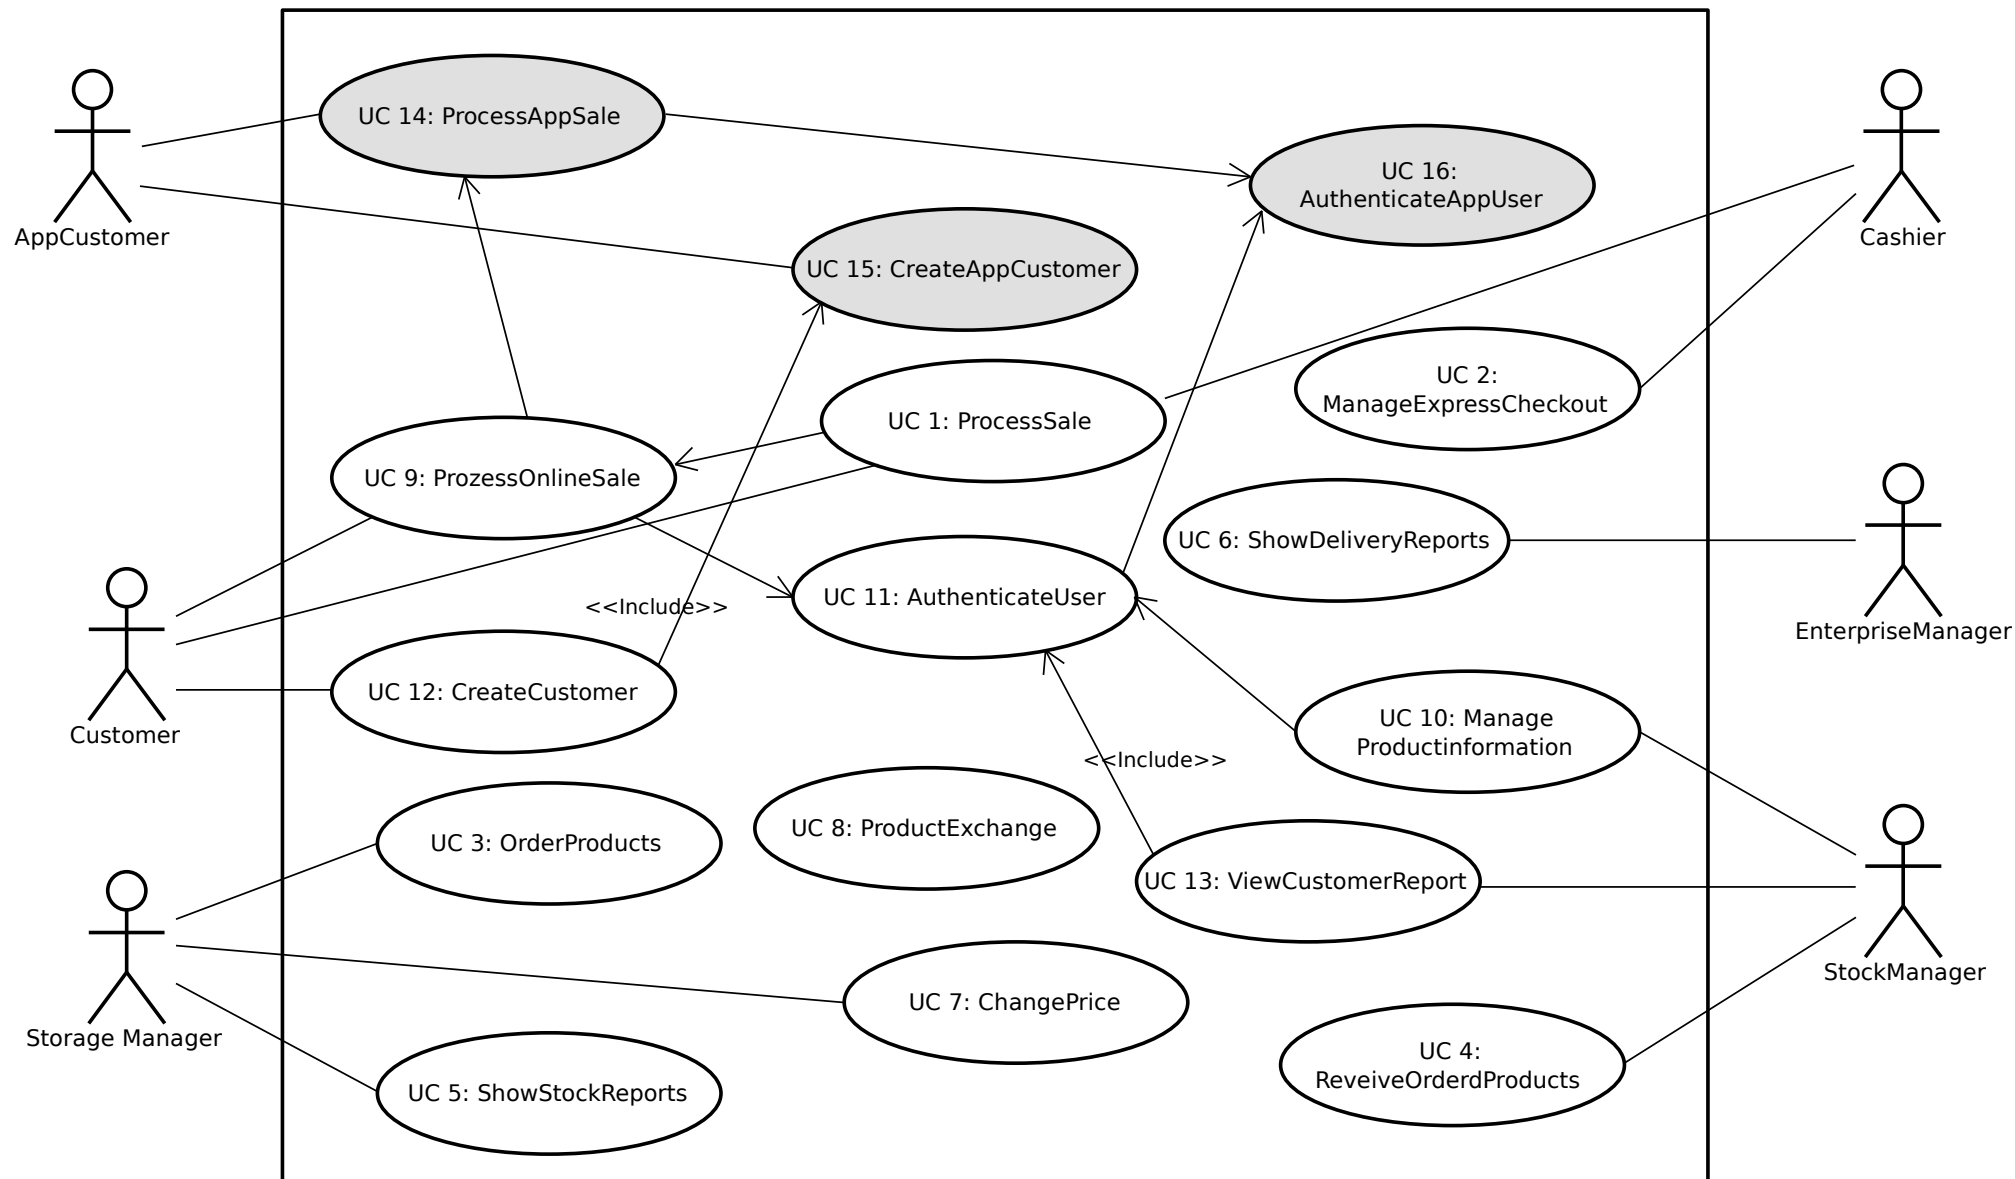 UC 14: ProcessAppSale
UC 16:
AuthenticateAppUser
AppCustomer
Cashier
UC 15: CreateAppCustomer
UC 2:
ManageExpressCheckout
UC 1: ProcessSale
UC 9: ProzessOnlineSale
UC 6: ShowDeliveryReports
UC 11: AuthenticateUser
<<Include>>
EnterpriseManager
UC 12: CreateCustomer
Customer
UC 10: Manage
Productinformation
<<Include>>
UC 3: OrderProducts
UC 8: ProductExchange
UC 13: ViewCustomerReport
StockManager
UC 7: ChangePrice
Storage Manager
UC 4:
ReveiveOrderdProducts
UC 5: ShowStockReports